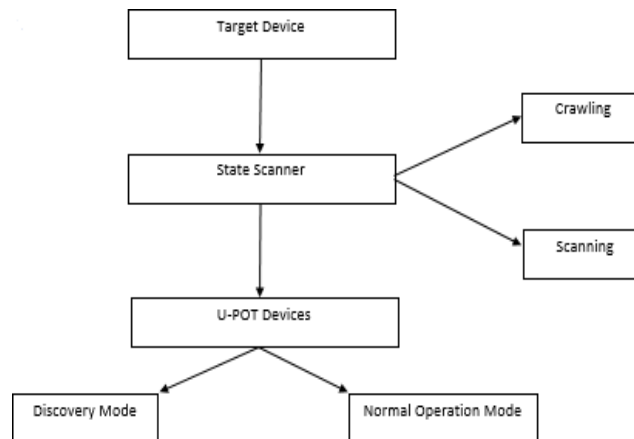 Target Device
Crawling
State Scanner
Scanning
U-POT Devices
Discovery Mode
Normal Operation Mode